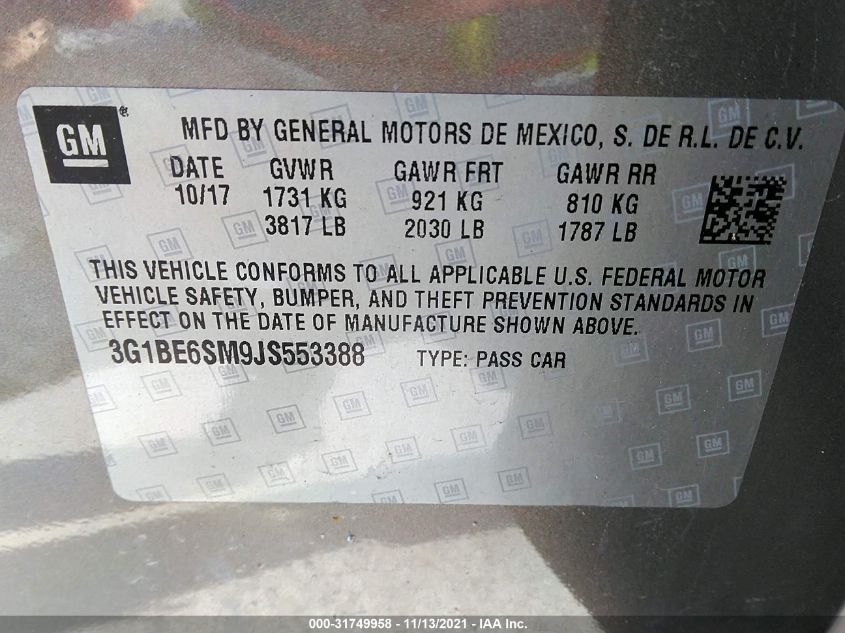 GM
MFD BY GENERAL MOTORS DE MEXICO, S. DE R.L. DE C.V.
DATE GVWR GAWR FRT GAWR RR
10/17 1731 KG 921 KG 810 KG
3817 LB 2030 LB 1787 LB
THIS VEHICLE CONFORMS TO ALL APPLICABLE U.S. FEDERAL MOTOR
VEHICLE SAFETY, BUMPER, AND THEFT PREVENTION STANDARDS IN
EFFECT ON THE DATE OF MANUFACTURE SHOWN ABOVE.
3G1BE6SM9JS553388 TYPE: PASS CAR
000-31749958 - 11/13/2021 - IAA Inc.